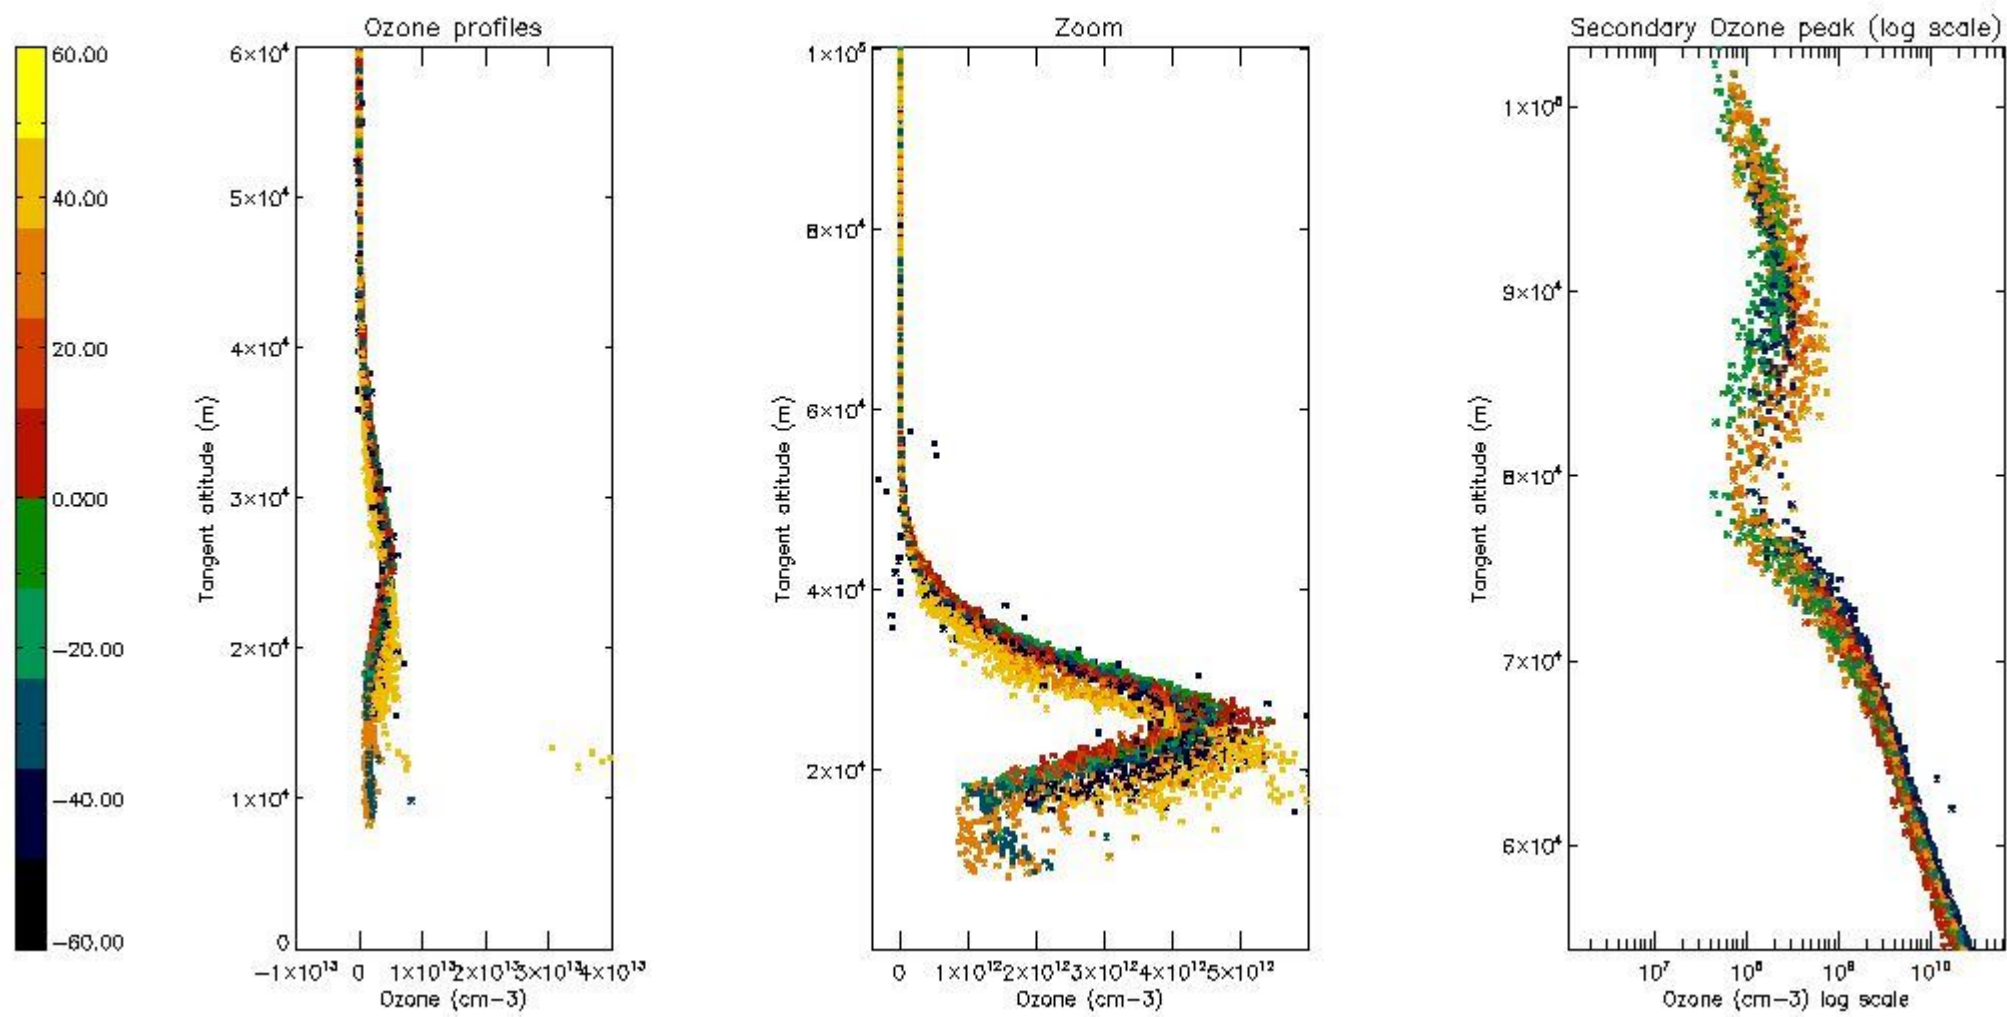 Ozone profiles
Zoom
Secondary Ozone peak (log scale)
60.00
40.00
20.00
0.000
-20.00
-40.00
-60.00
6×10⁴
5×10⁴
4×10⁴
3×10⁴
2×10⁴
1×10⁴
0
Tangent altitude (m)
-1×10¹³ 0 1×10¹³ 2×10¹³ 3×10¹³ 4×10¹³
Ozone (cm-3)
1×10⁵
8×10⁴
6×10⁴
4×10⁴
2×10⁴
Tangent altitude (m)
0 1×10¹² 2×10¹² 3×10¹² 4×10¹² 5×10¹²
Ozone (cm-3)
1×10⁵
9×10⁴
8×10⁴
7×10⁴
6×10⁴
Tangent altitude (m)
10⁷ 10⁸ 10⁹ 10¹⁰
Ozone (cm-3) log scale